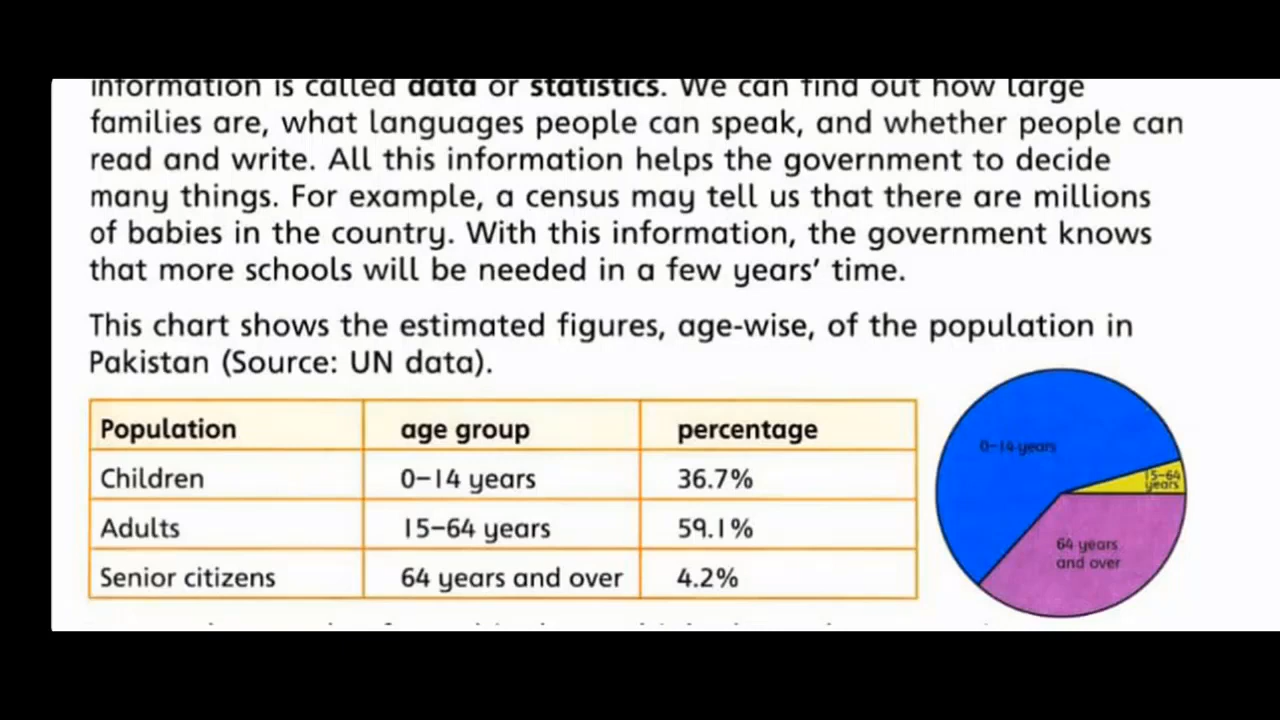 information is called data or statistics. We can find out how large
families are, what languages people can speak, and whether people can
read and write. All this information helps the government to decide
many things. For example, a census may tell us that there are millions
of babies in the country. With this information, the government knows
that more schools will be needed in a few years' time.
This chart shows the estimated figures, age-wise, of the population in
Pakistan (Source: UN data).
Population age group percentage
Children 0–14 years 36.7%
Adults 15–64 years 59.1%
Senior citizens 64 years and over 4.2%
0–14 years
15–64
years
64 years
and over